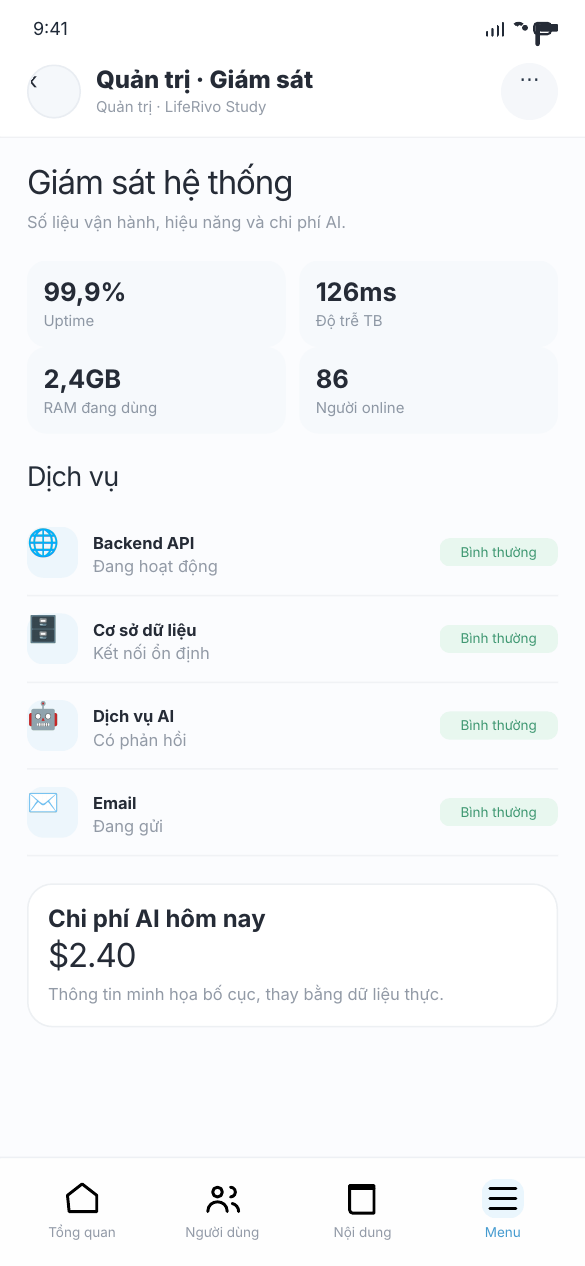 9:41
‹
Quản trị · Giám sát
Quản trị · LifeRivo Study
...
Giám sát hệ thống
Số liệu vận hành, hiệu năng và chi phí AI.
99,9%
Uptime
126ms
Độ trễ TB
2,4GB
RAM đang dùng
86
Người online
Dịch vụ
Backend API
Đang hoạt động
Bình thường
Cơ sở dữ liệu
Kết nối ổn định
Bình thường
Dịch vụ AI
Có phản hồi
Bình thường
Email
Đang gửi
Bình thường
Chi phí AI hôm nay
$2.40
Thông tin minh họa bố cục, thay bằng dữ liệu thực.
Tổng quan
Người dùng
Nội dung
Menu